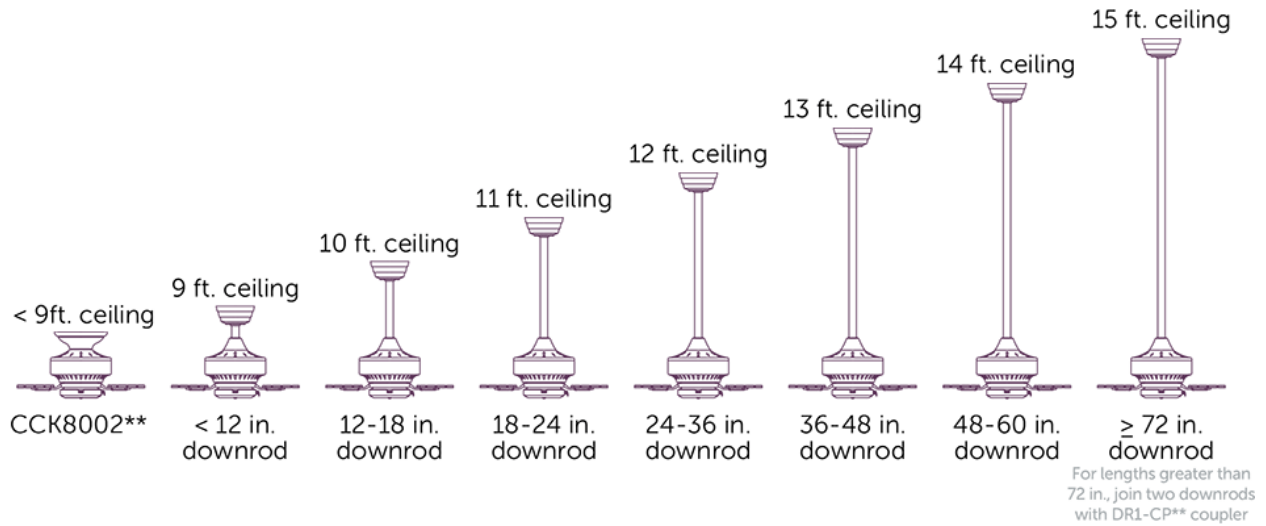 15 ft. ceiling
14 ft. ceiling
13 ft. ceiling
12 ft. ceiling
11 ft. ceiling
10 ft. ceiling
9 ft. ceiling
< 9ft. ceiling
CCK8002**
< 12 in.
downrod
12-18 in.
downrod
18-24 in.
downrod
24-36 in.
downrod
36-48 in.
downrod
48-60 in.
downrod
≥ 72 in.
downrod
For lengths greater than
72 in., join two downrods
with DR1-CP** coupler